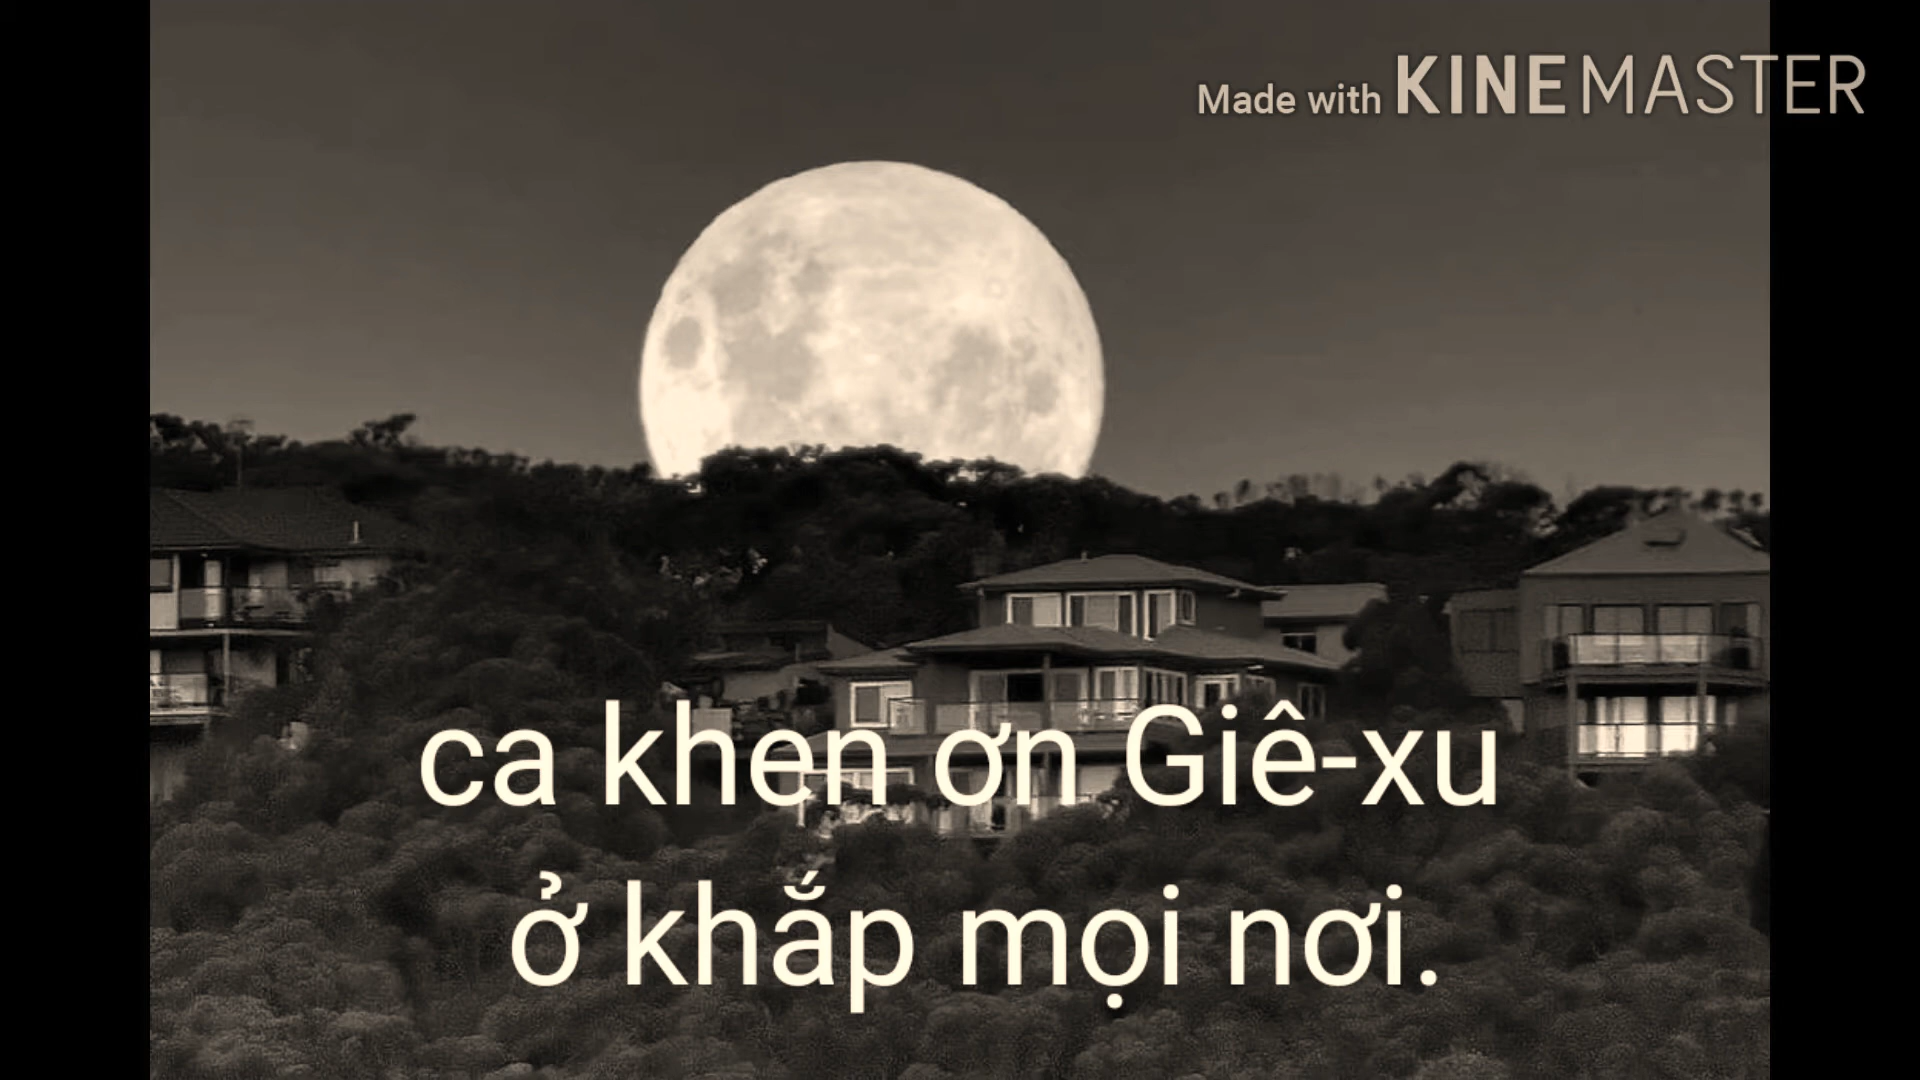 Made with KINEMASTER
ca khen ơn Giê-xu
ở khắp mọi nơi.